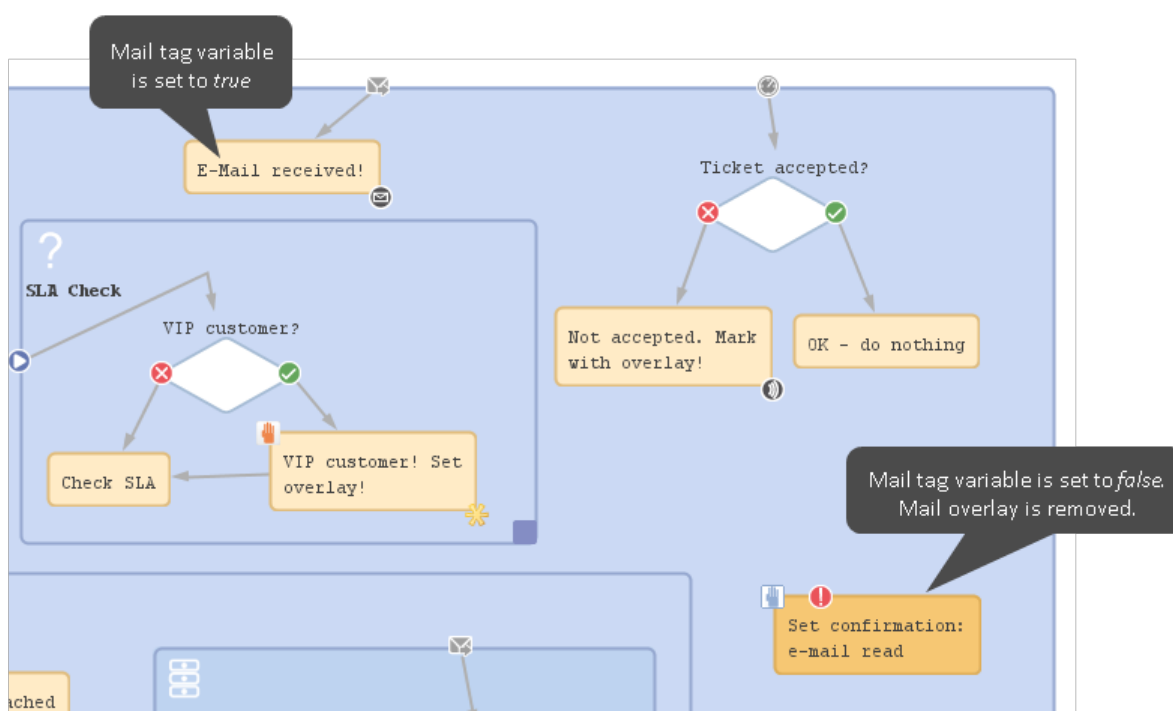 Mail tag variable
is set to true
E-Mail received!
Ticket accepted?
SLA Check
VIP customer?
Not accepted. Mark
with overlay!
OK - do nothing
Check SLA
VIP customer! Set
overlay!
Mail tag variable is set to false.
Mail overlay is removed.
Set confirmation:
e-mail read
ached